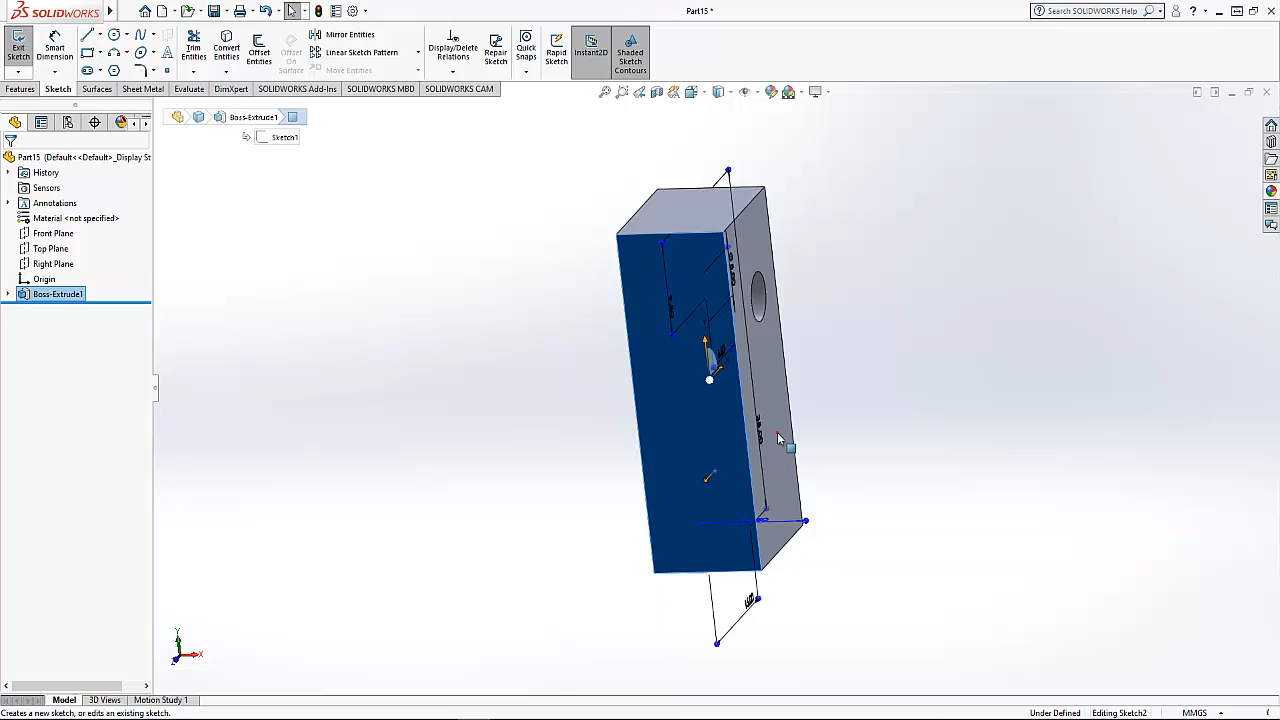 SOLIDWORKS
Part15 *
Search SOLIDWORKS Help
Exit Sketch
Smart Dimension
Trim Entities
Convert Entities
Offset Entities
Offset On Surface
Mirror Entities
Linear Sketch Pattern
Move Entities
Display/Delete Relations
Repair Sketch
Quick Snaps
Rapid Sketch
Instant2D
Shaded Sketch Contours
Features
Sketch
Surfaces
Sheet Metal
Evaluate
DimXpert
SOLIDWORKS Add-Ins
SOLIDWORKS MBD
SOLIDWORKS CAM
Boss-Extrude1
Sketch1
Part15 (Default<<Default>_Display St
History
Sensors
Annotations
Material <not specified>
Front Plane
Top Plane
Right Plane
Origin
Boss-Extrude1
Y
X
Z
Model
3D Views
Motion Study 1
Creates a new sketch, or edits an existing sketch.
Under Defined
Editing Sketch2
MMGS